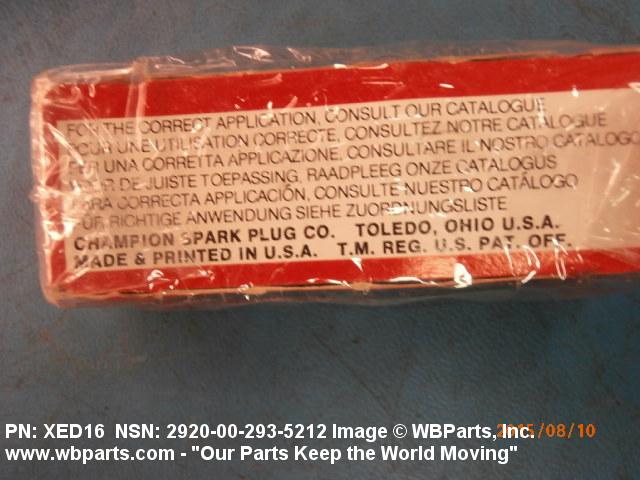 FOR THE CORRECT APPLICATION, CONSULT OUR CATALOGUE
POUR UNE UTILISATION CORRECTE, CONSULTEZ NOTRE CATALOGUE
PER UNA CORRETTA APPLICAZIONE, CONSULTARE IL NOSTRO CATALOGO
VOOR DE JUISTE TOEPASSING, RAADPLEEG ONZE CATALOGUS
PARA CORRECTA APPLICACIÓN, CONSULTE NUESTRO CATÁLOGO
FÜR RICHTIGE ANWENDUNG SIEHE ZUORDNUNGSLISTE
CHAMPION SPARK PLUG CO. TOLEDO, OHIO U.S.A.
MADE & PRINTED IN U.S.A. T.M. REG. U.S. PAT. OFF.
PN: XED16 NSN: 2920-00-293-5212 Image © WBParts, Inc.
2015/08/10
www.wbparts.com - "Our Parts Keep the World Moving"